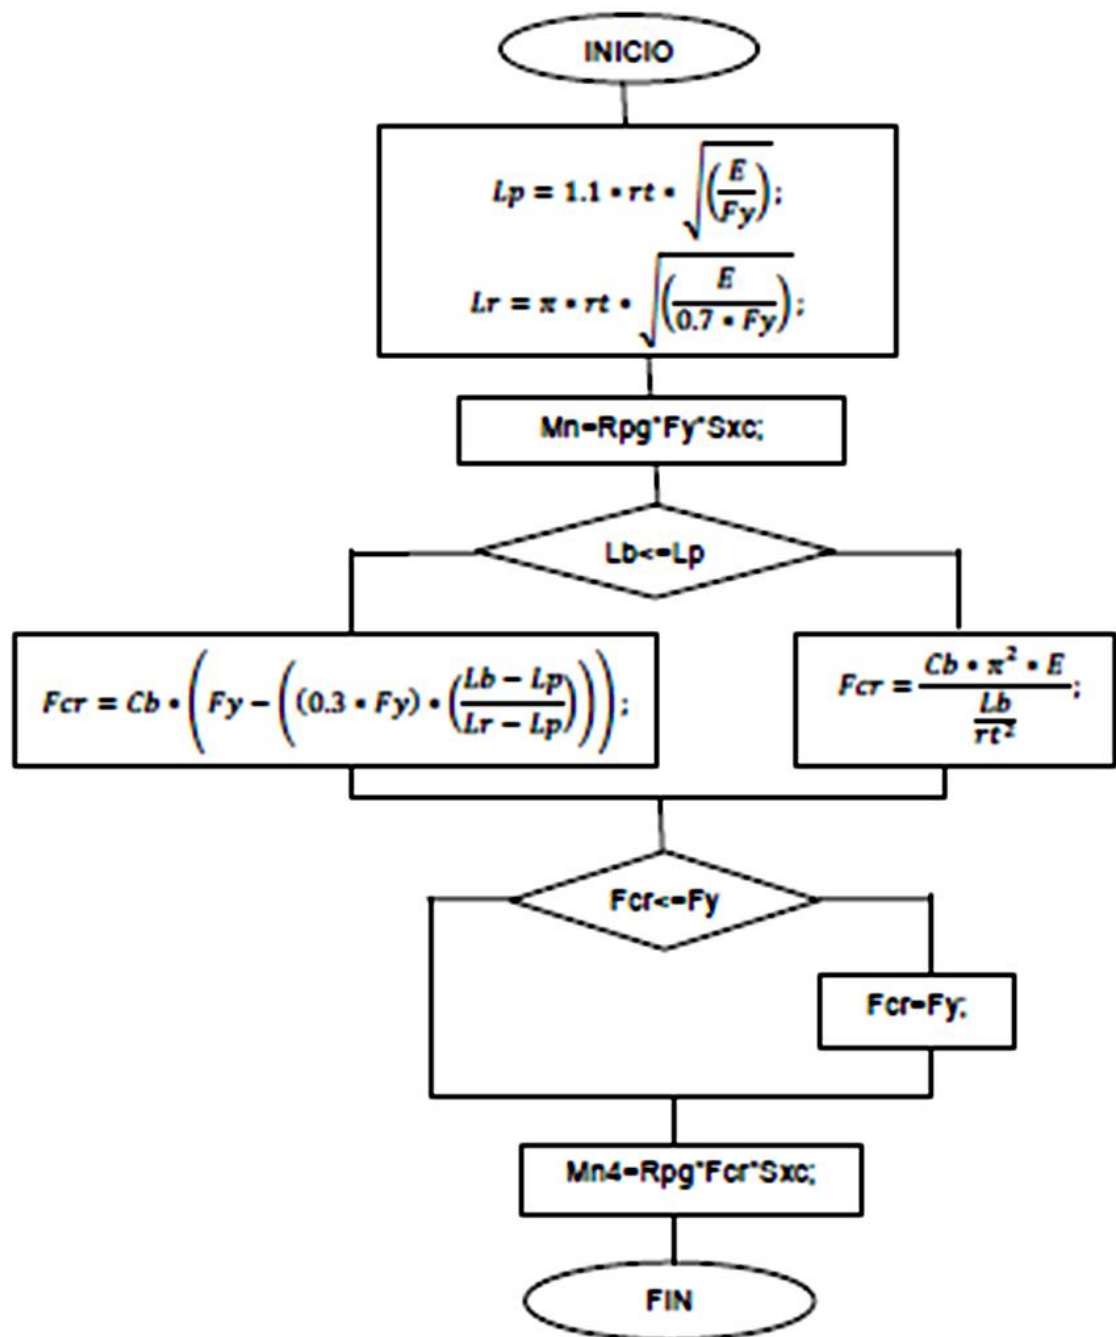 INICIO
Lp = 1.1 * rt * √(E/Fy);
Lr = π * rt * √(E/(0.7 * Fy));
Mn=Rpg*Fy*Sxc;
Lb<=Lp
Fcr = Cb * (Fy − ((0.3 * Fy) * ((Lb − Lp)/(Lr − Lp))));
Fcr = (Cb * π² * E)/(Lb/rt²);
Fcr<=Fy
Fcr=Fy;
Mn4=Rpg*Fcr*Sxc;
FIN